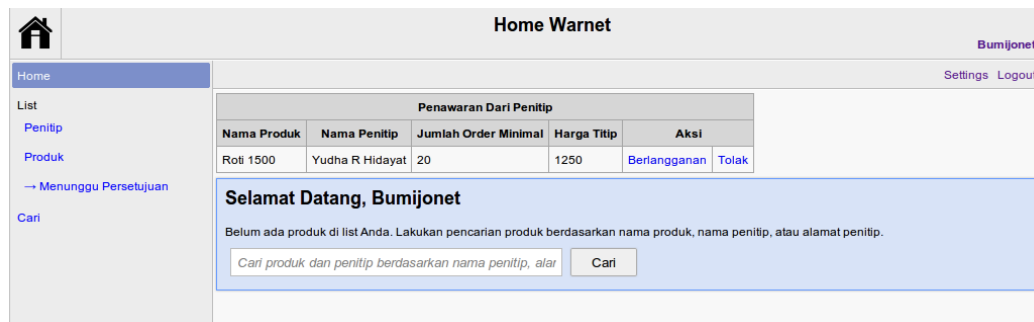 Home Warnet
Bumijonet
Home
Settings Logout
List
Penitip
Produk
→ Menunggu Persetujuan
Cari
Penawaran Dari Penitip
Nama Produk Nama Penitip Jumlah Order Minimal Harga Titip Aksi
Roti 1500 Yudha R Hidayat 20 1250 Berlangganan Tolak
Selamat Datang, Bumijonet
Belum ada produk di list Anda. Lakukan pencarian produk berdasarkan nama produk, nama penitip, atau alamat penitip.
Cari produk dan penitip berdasarkan nama penitip, alar Cari